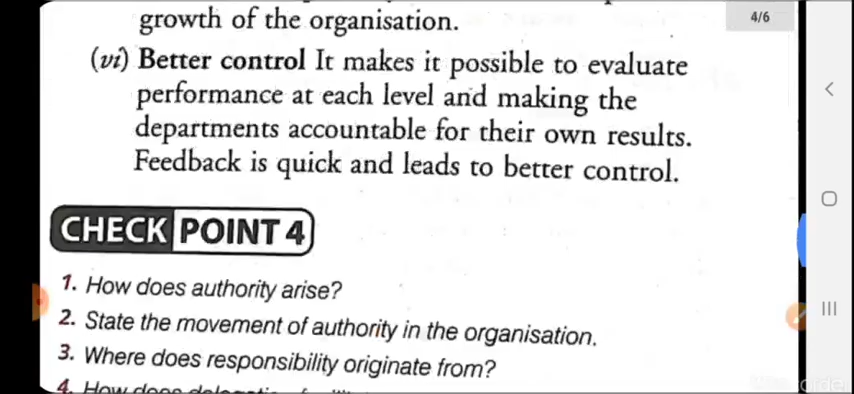 growth of the organisation.
4/6
(vi) Better control It makes it possible to evaluate
performance at each level and making the
departments accountable for their own results.
Feedback is quick and leads to better control.
CHECK POINT 4
1. How does authority arise?
2. State the movement of authority in the organisation.
3. Where does responsibility originate from?
4. How does